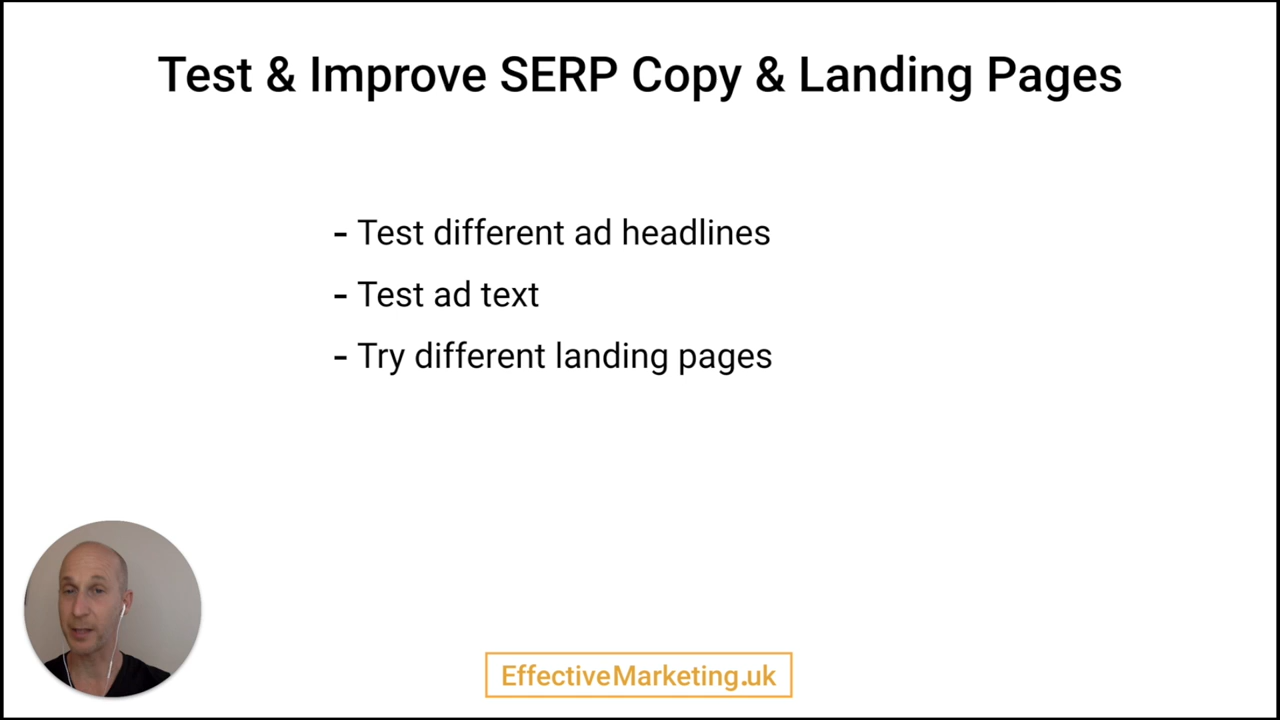 Test & Improve SERP Copy & Landing Pages
- Test different ad headlines
- Test ad text
- Try different landing pages
EffectiveMarketing.uk